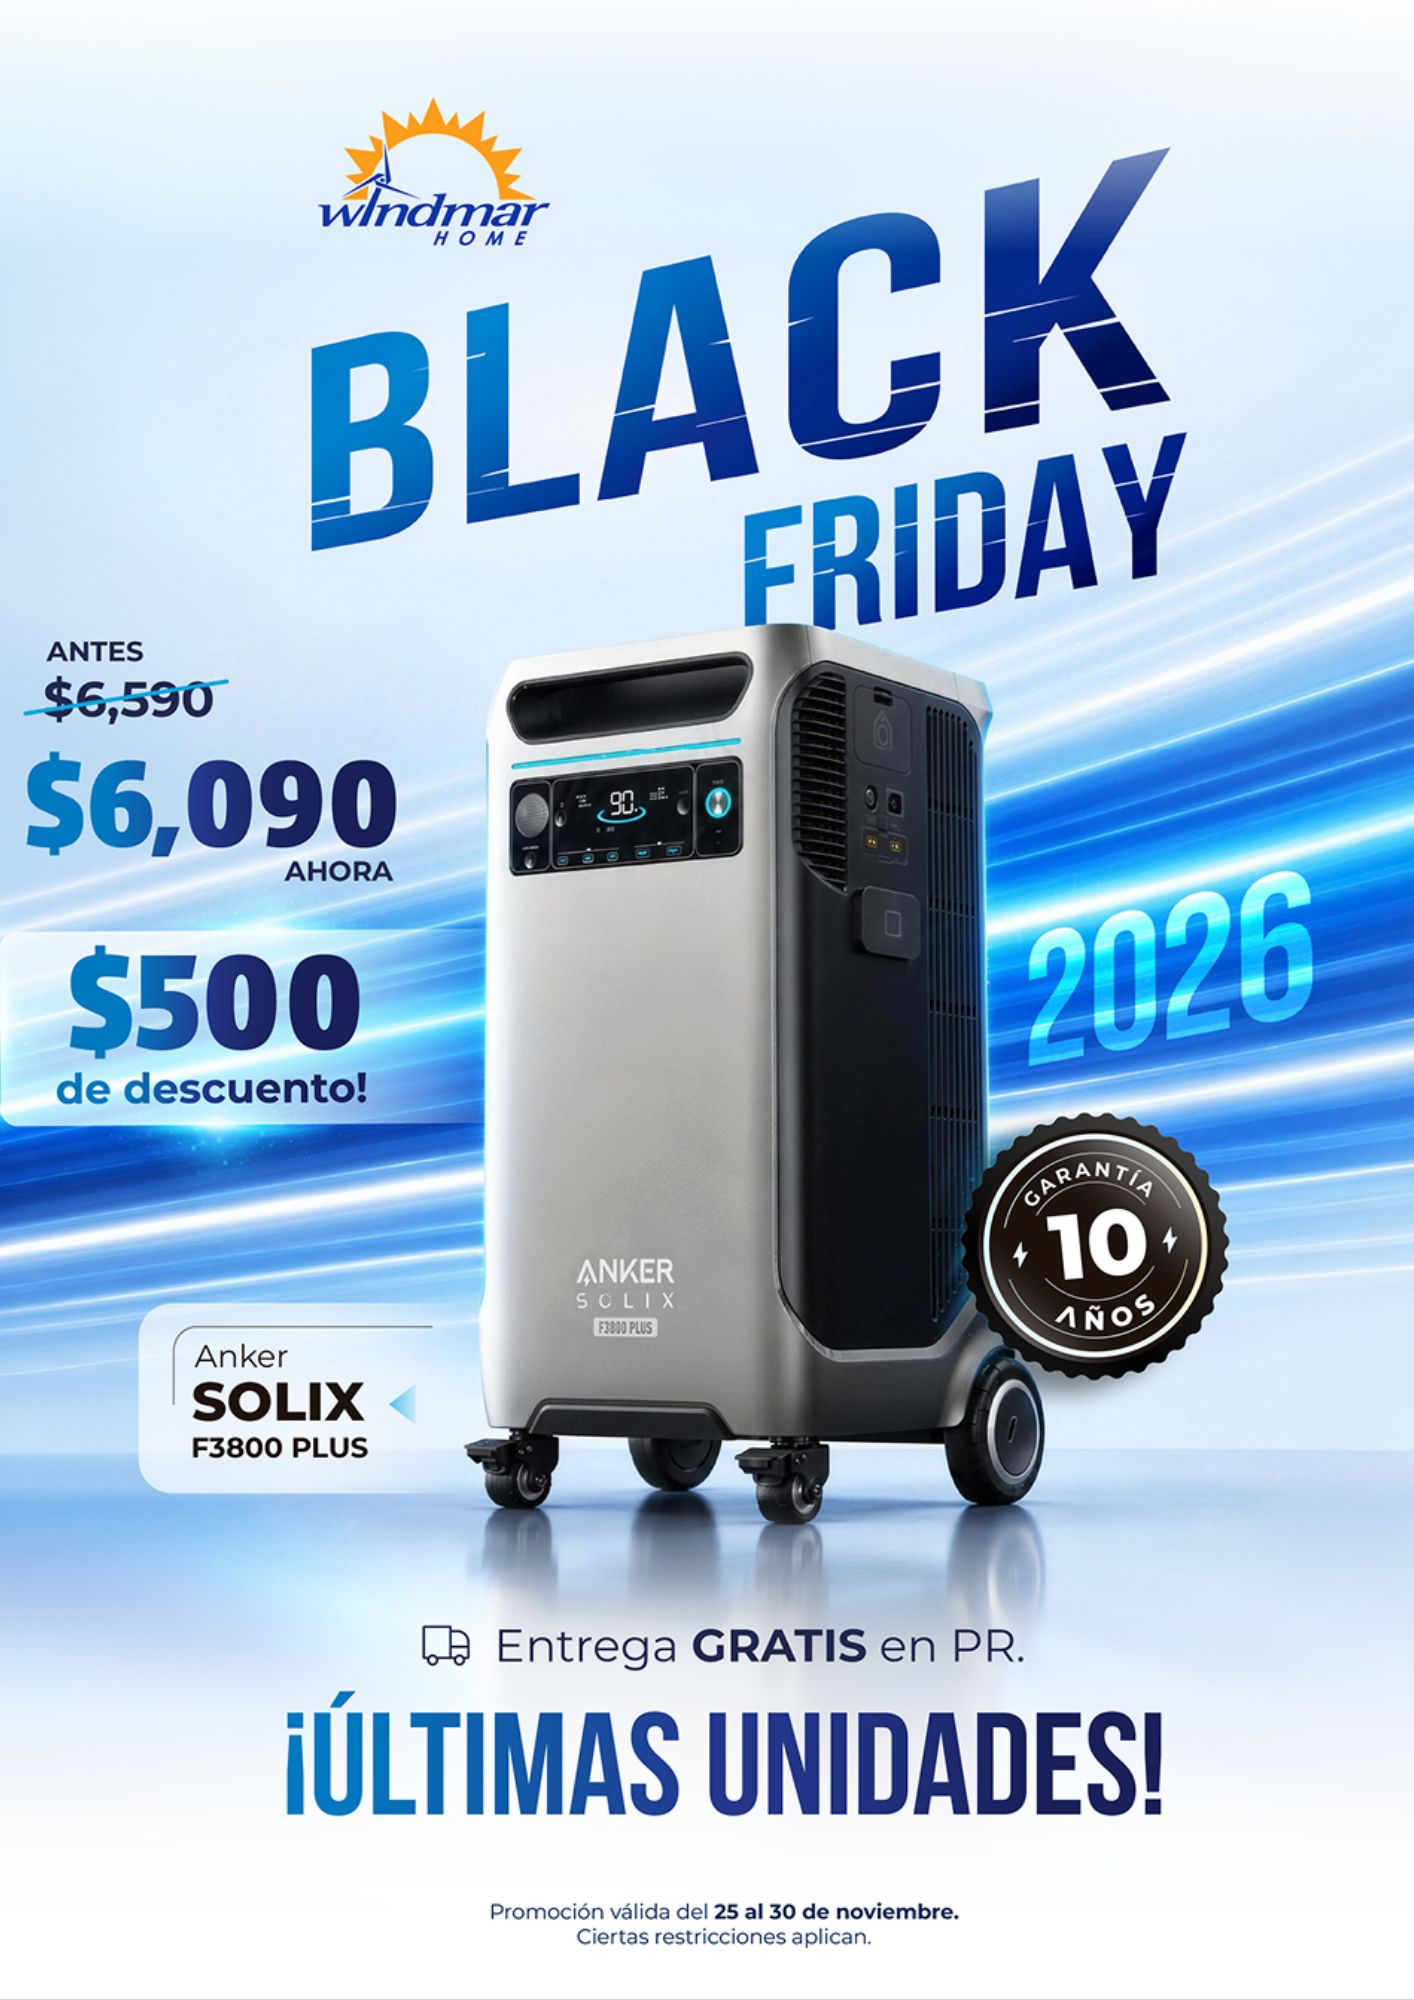 windmar
HOME
BLACK
FRIDAY
ANTES
$6,590
$6,090
AHORA
$500
de descuento!
90
2026
GARANTÍA
10
AÑOS
ANKER
SOLIX
F3800 PLUS
Anker
SOLIX
F3800 PLUS
Entrega GRATIS en PR.
¡ÚLTIMAS UNIDADES!
Promoción válida del 25 al 30 de noviembre.
Ciertas restricciones aplican.